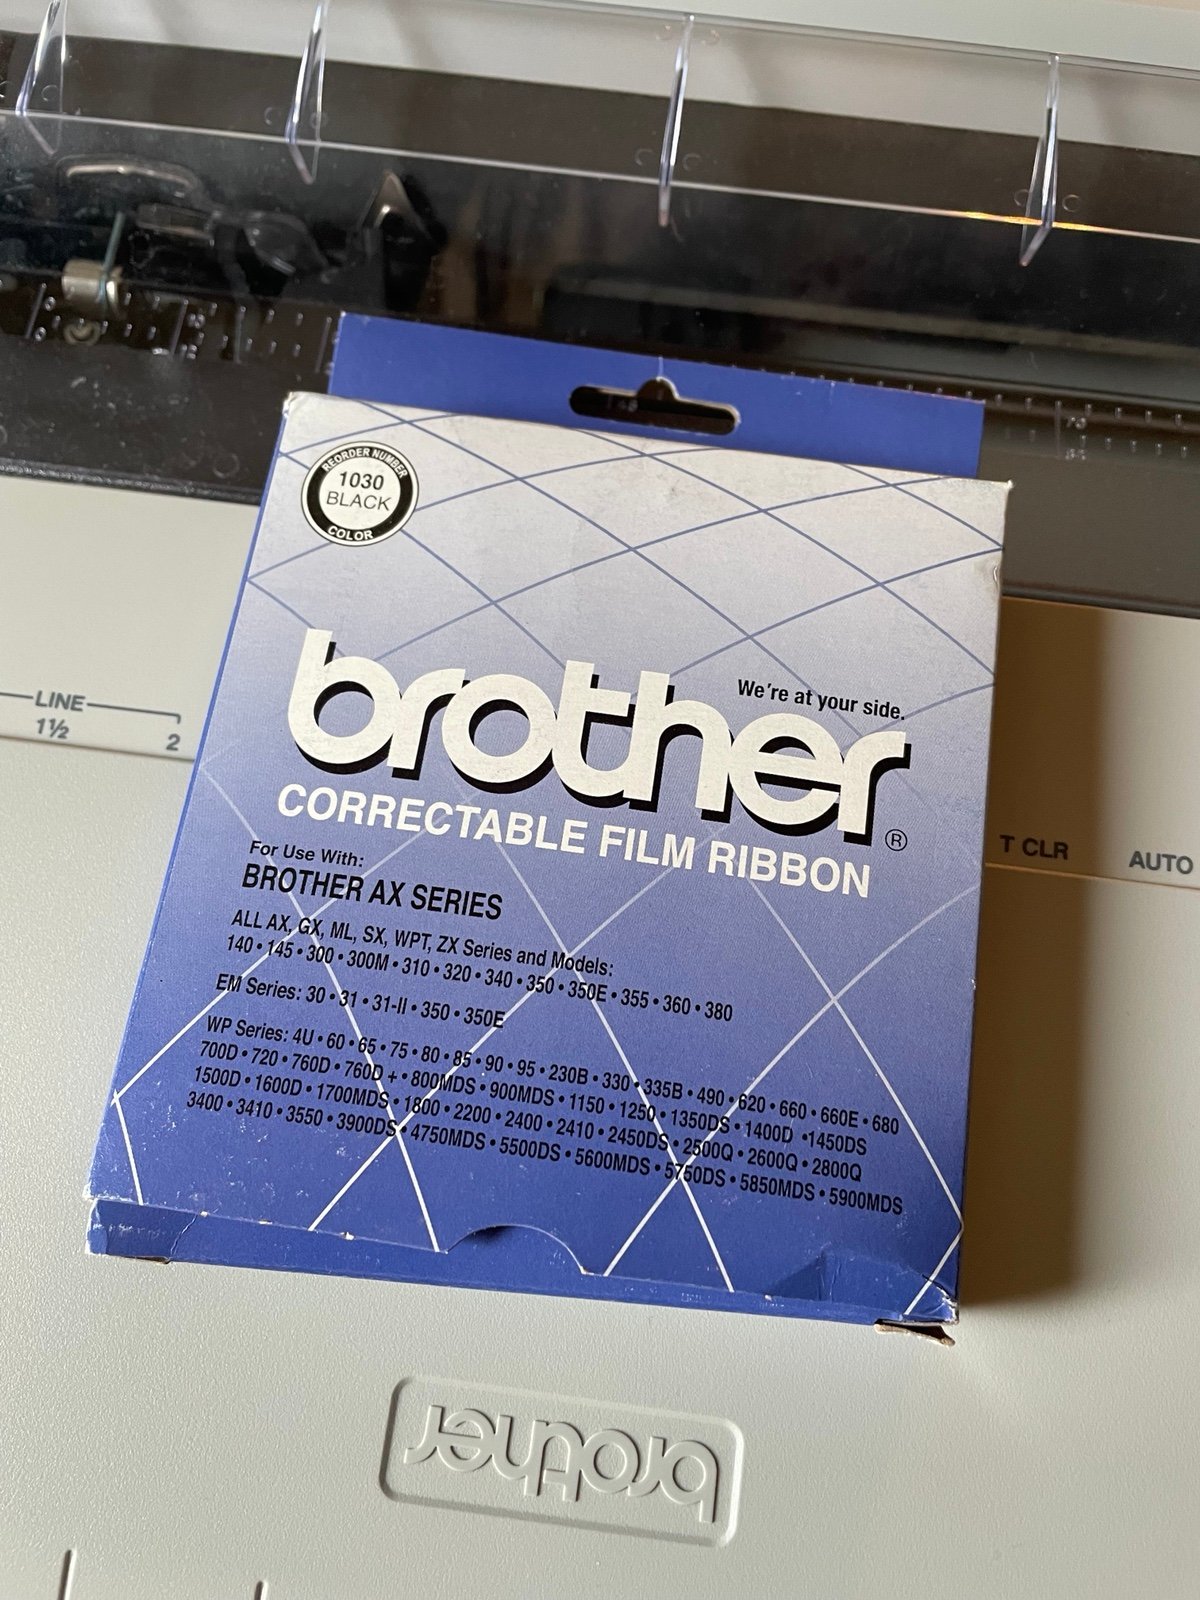 REORDER NUMBER
1030
BLACK
COLOR
We're at your side.
brother®
CORRECTABLE FILM RIBBON
For Use With:
BROTHER AX SERIES
ALL AX, GX, ML, SX, WPT, ZX Series and Models:
140 • 145 • 300 • 300M • 310 • 320 • 340 • 350 • 350E • 355 • 360 • 380
EM Series: 30 • 31 • 31-II • 350 • 350E
WP Series: 4U • 60 • 65 • 75 • 80 • 85 • 90 • 95 • 230B • 330 • 335B • 490 • 620 • 660 • 660E • 680
700D • 720 • 760D • 760D + • 800MDS • 900MDS • 1150 • 1250 • 1350DS • 1400D •1450DS
1500D • 1600D • 1700MDS • 1800 • 2200 • 2400 • 2410 • 2450DS • 2500Q • 2600Q • 2800Q
3400 • 3410 • 3550 • 3900DS • 4750MDS • 5500DS • 5600MDS • 5750DS • 5850MDS • 5900MDS
LINE
1½ 2
T CLR AUTO
brother